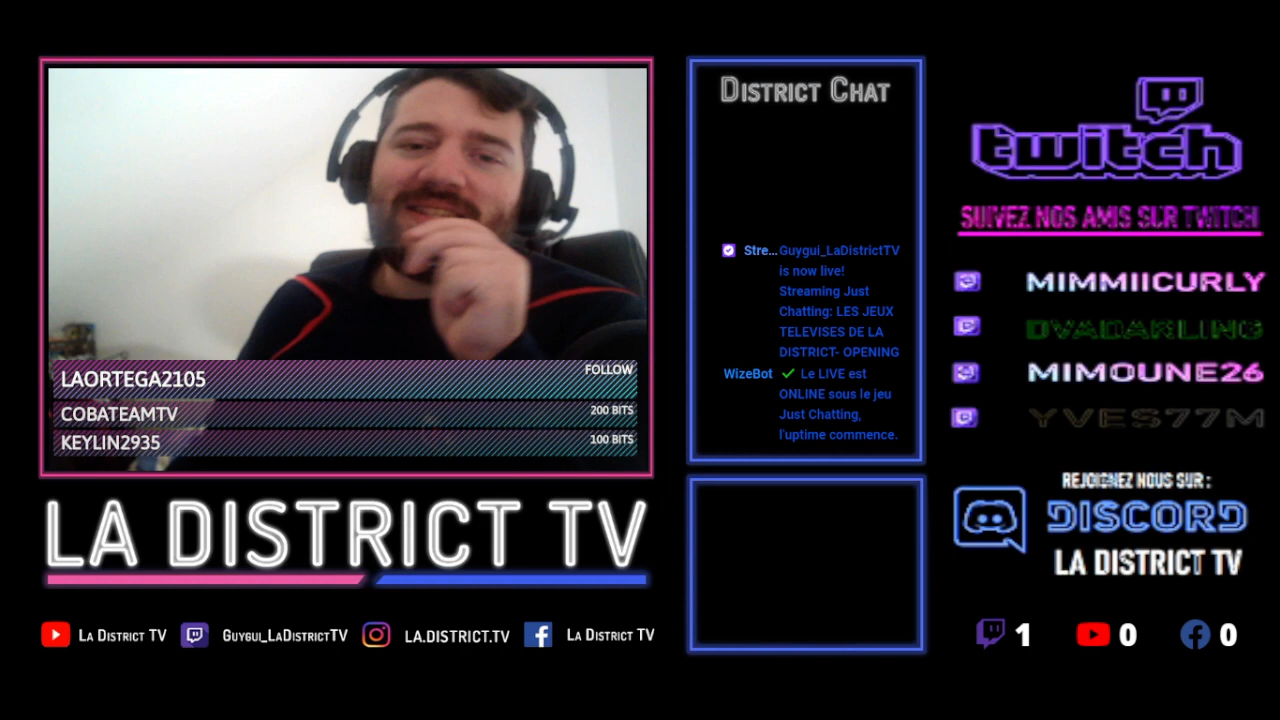 LAORTEGA2105
FOLLOW
COBATEAMTV
200 BITS
KEYLIN2935
100 BITS
LA DISTRICT TV
La District TV
Guygui_LaDistrictTV
LA.DISTRICT.TV
La District TV
District Chat
Stre... Guygui_LaDistrictTV
is now live!
Streaming Just
Chatting: LES JEUX
TELEVISES DE LA
DISTRICT- OPENING
WizeBot Le LIVE est
ONLINE sous le jeu
Just Chatting,
l'uptime commence.
twitch
SUIVEZ NOS AMIS SUR TWITCH
MIMMIICURLY
DVADARLING
MIMOUNE26
YVES77M
REJOIGNEZ NOUS SUR :
DISCORD
LA DISTRICT TV
1
0
0